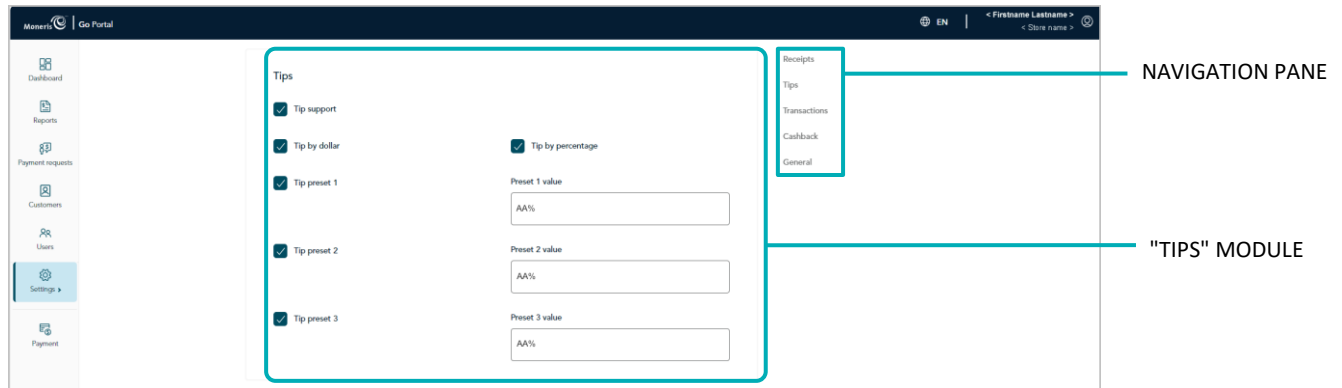 Moneris Go Portal
EN
< Firstname Lastname >
< Store name >
Dashboard
Reports
Payment requests
Customers
Users
Settings
Payment
Tips
Tip support
Tip by dollar
Tip by percentage
Tip preset 1
Preset 1 value
AA%
Tip preset 2
Preset 2 value
AA%
Tip preset 3
Preset 3 value
AA%
Receipts
Tips
Transactions
Cashback
General
NAVIGATION PANE
"TIPS" MODULE